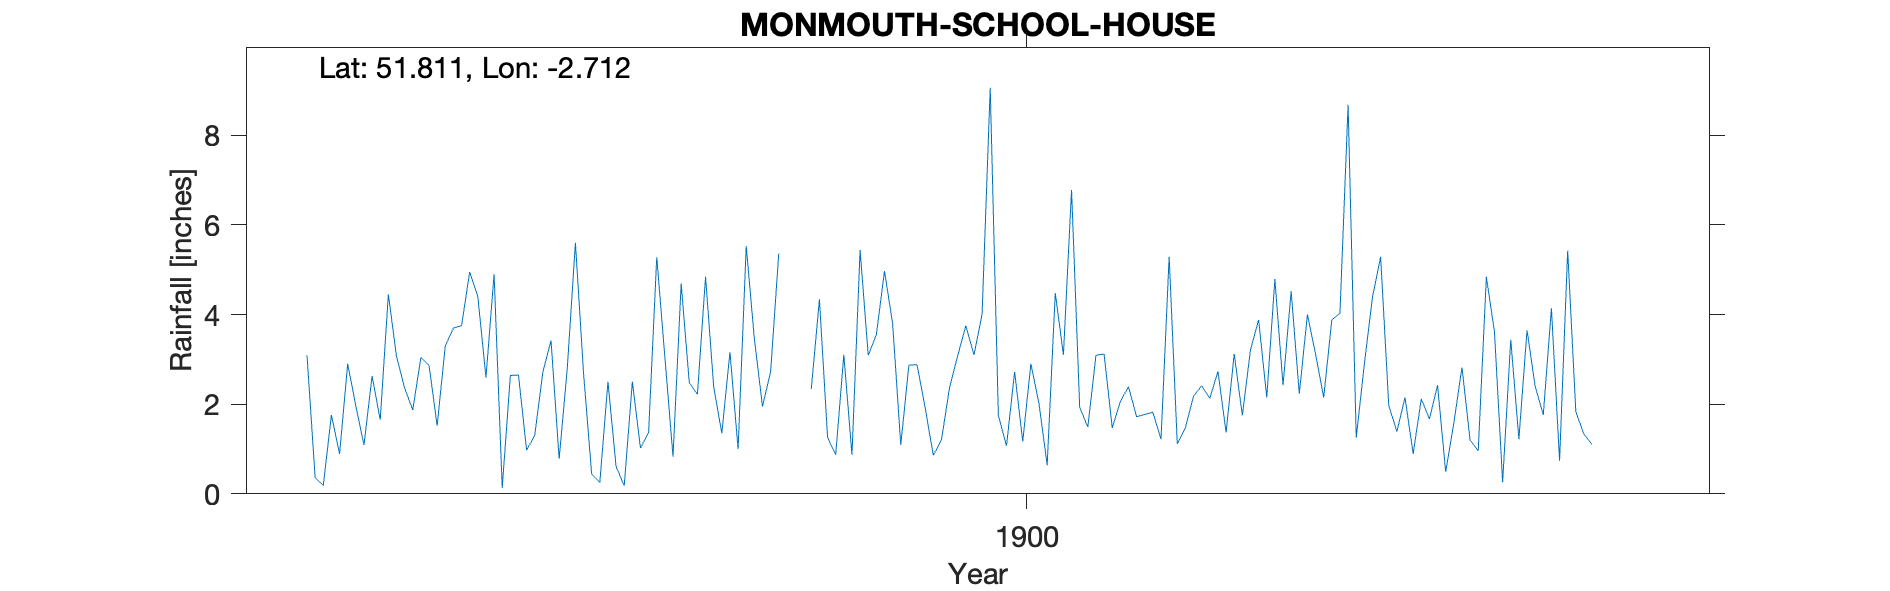 MONMOUTH-SCHOOL-HOUSE
Lat: 51.811, Lon: -2.712
8
6
4
2
0
Rainfall [inches]
1900
Year